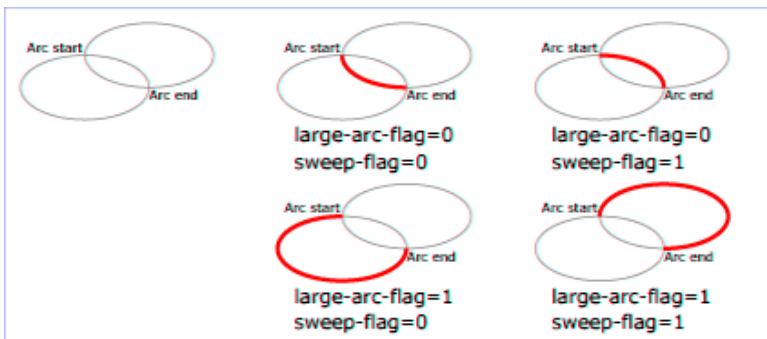 Arc start
Arc end
Arc start
Arc end
large-arc-flag=0
sweep-flag=0
Arc start
Arc end
large-arc-flag=0
sweep-flag=1
Arc start
Arc end
large-arc-flag=1
sweep-flag=0
Arc start
Arc end
large-arc-flag=1
sweep-flag=1